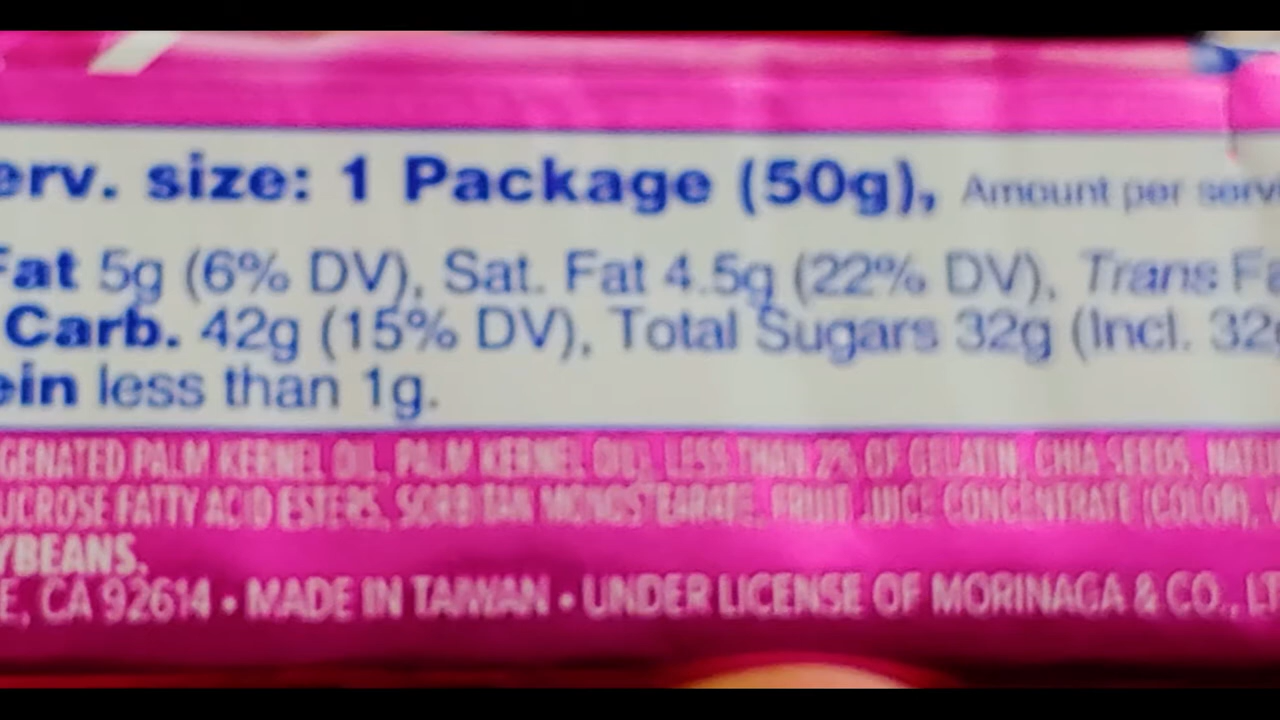 erv. size: 1 Package (50g), Amount per serv
Fat 5g (6% DV), Sat. Fat 4.5g (22% DV), Trans Fa
Carb. 42g (15% DV), Total Sugars 32g (Incl. 32g
ein less than 1g.
GENATED PALM KERNEL OIL, PALM KERNEL OIL), LESS THAN 2% OF GELATIN, CHIA SEEDS, NATU
UCROSE FATTY ACID ESTERS, SORBITAN MONOSTEARATE, FRUIT JUICE CONCENTRATE (COLOR),
YBEANS.
E, CA 92614 • MADE IN TAIWAN • UNDER LICENSE OF MORINAGA & CO., LT